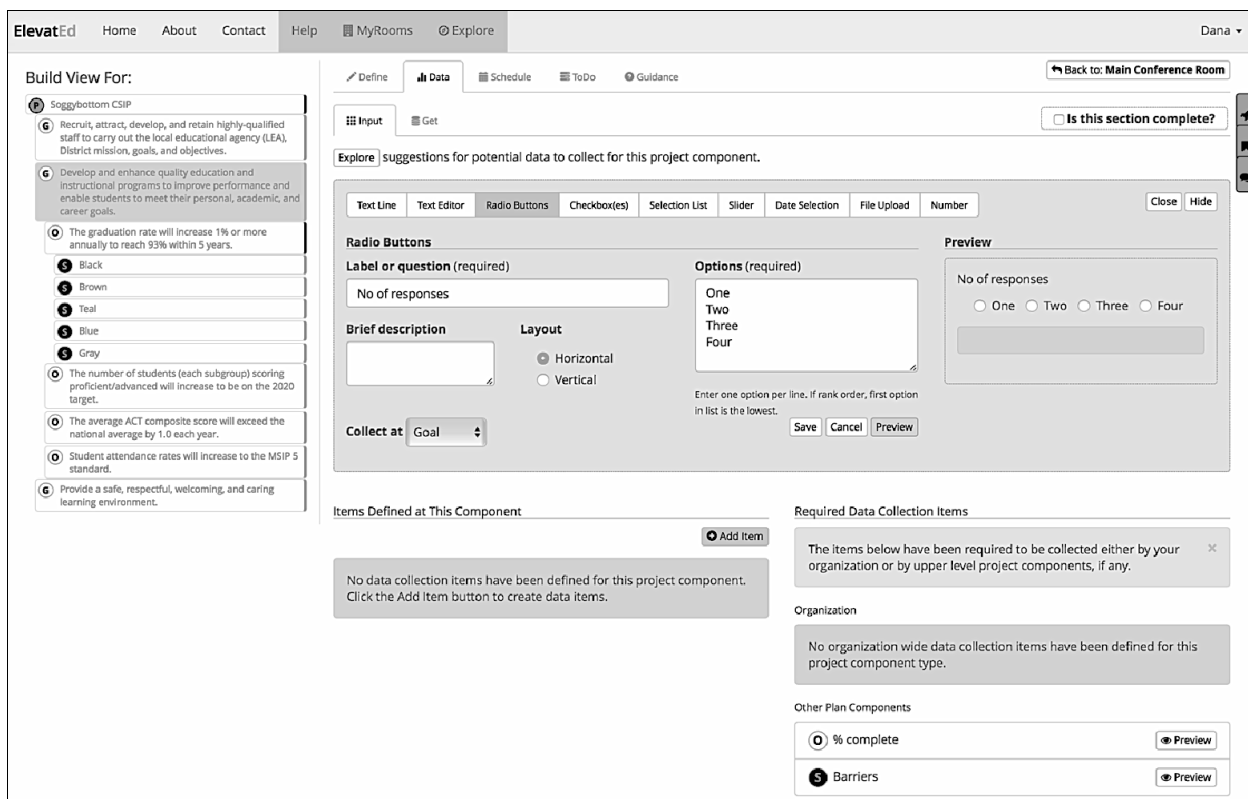 ElevatEd Home About Contact Help MyRooms Explore Dana
Build View For:
P Soggybottom CSIP
G Recruit, attract, develop, and retain highly-qualified
staff to carry out the local educational agency (LEA),
District mission, goals, and objectives.
G Develop and enhance quality education and
instructional programs to improve performance and
enable students to meet their personal, academic, and
career goals.
O The graduation rate will increase 1% or more
annually to reach 93% within 5 years.
S Black
S Brown
S Teal
S Blue
S Gray
O The number of students (each subgroup) scoring
proficient/advanced will increase to be on the 2020
target.
O The average ACT composite score will exceed the
national average by 1.0 each year.
O Student attendance rates will increase to the MSIP 5
standard.
G Provide a safe, respectful, welcoming, and caring
learning environment.
Define Data Schedule ToDo Guidance
Back to: Main Conference Room
Input Get
Is this section complete?
Explore suggestions for potential data to collect for this project component.
Text Line Text Editor Radio Buttons Checkbox(es) Selection List Slider Date Selection File Upload Number
Close Hide
Radio Buttons
Label or question (required)
No of responses
Brief description
Layout
Horizontal
Vertical
Collect at Goal
Options (required)
One
Two
Three
Four
Enter one option per line. If rank order, first option
in list is the lowest.
Save Cancel Preview
Preview
No of responses
One Two Three Four
Items Defined at This Component
Add Item
No data collection items have been defined for this project component.
Click the Add Item button to create data items.
Required Data Collection Items
The items below have been required to be collected either by your
organization or by upper level project components, if any.
Organization
No organization wide data collection items have been defined for this
project component type.
Other Plan Components
O % complete Preview
S Barriers Preview